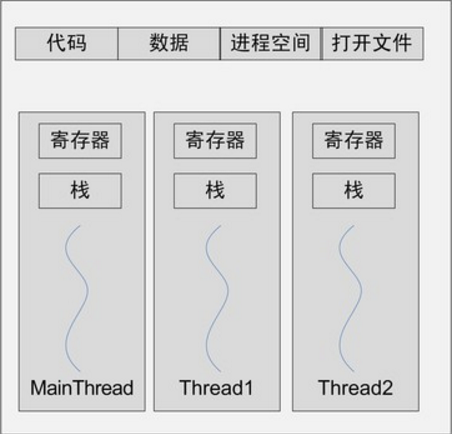 代码 数据 进程空间 打开文件
寄存器 寄存器 寄存器
栈 栈 栈
MainThread Thread1 Thread2